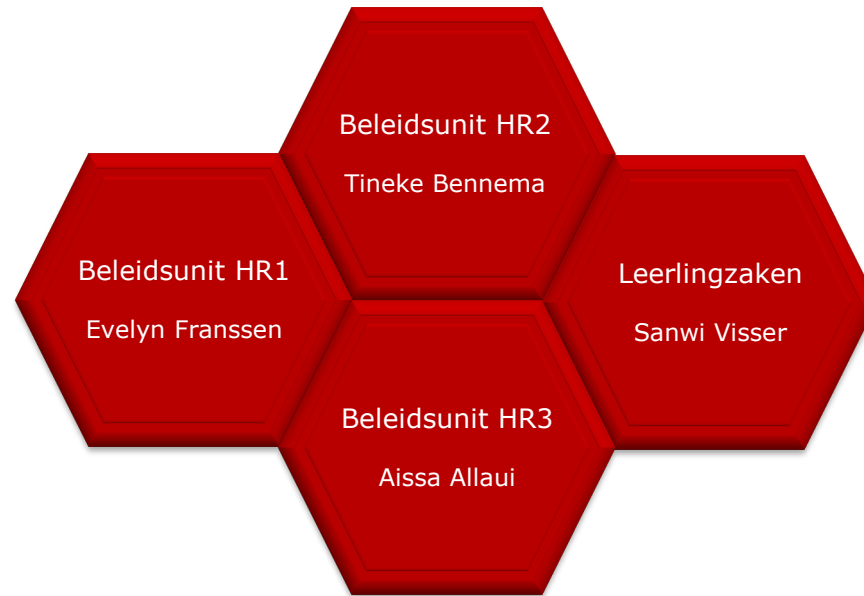 Beleidsunit HR2
Tineke Bennema
Beleidsunit HR1
Evelyn Franssen
Leerlingzaken
Sanwi Visser
Beleidsunit HR3
Aissa Allaui